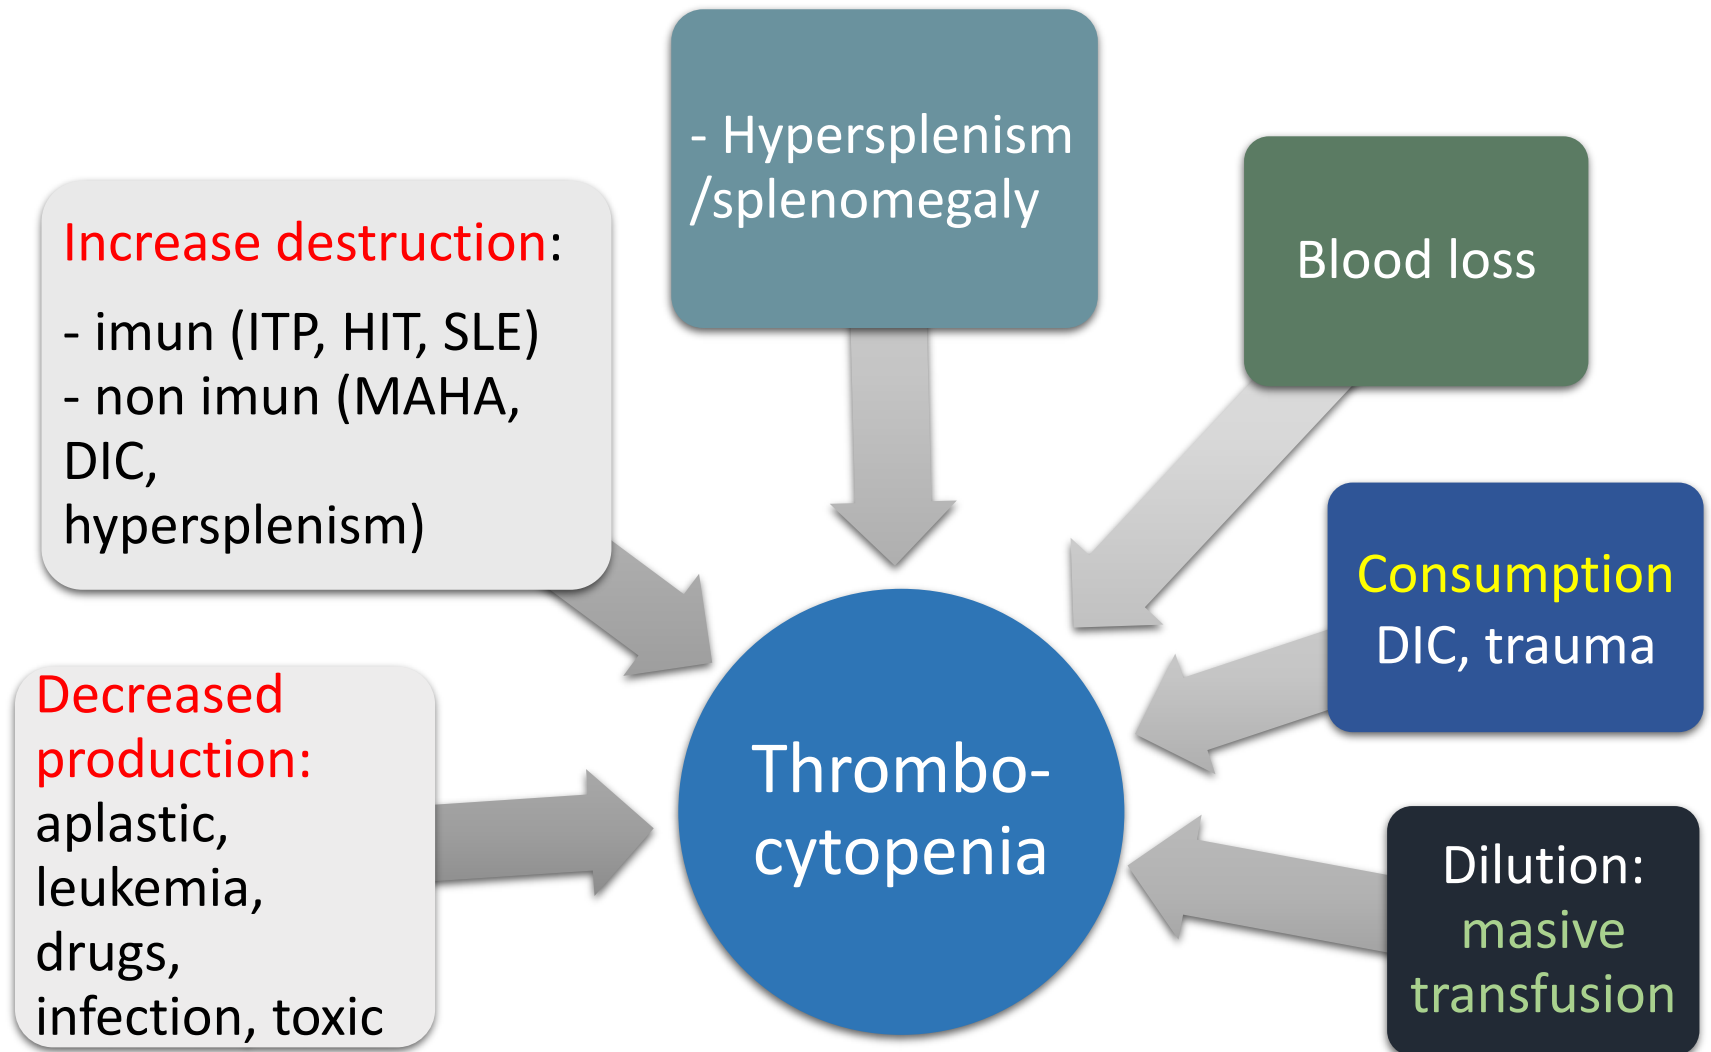 - Hypersplenism
/splenomegaly
Increase destruction:
- imun (ITP, HIT, SLE)
- non imun (MAHA,
DIC,
hypersplenism)
Blood loss
Consumption
DIC, trauma
Decreased
production:
aplastic,
leukemia,
drugs,
infection, toxic
Thrombo-
cytopenia
Dilution:
masive
transfusion